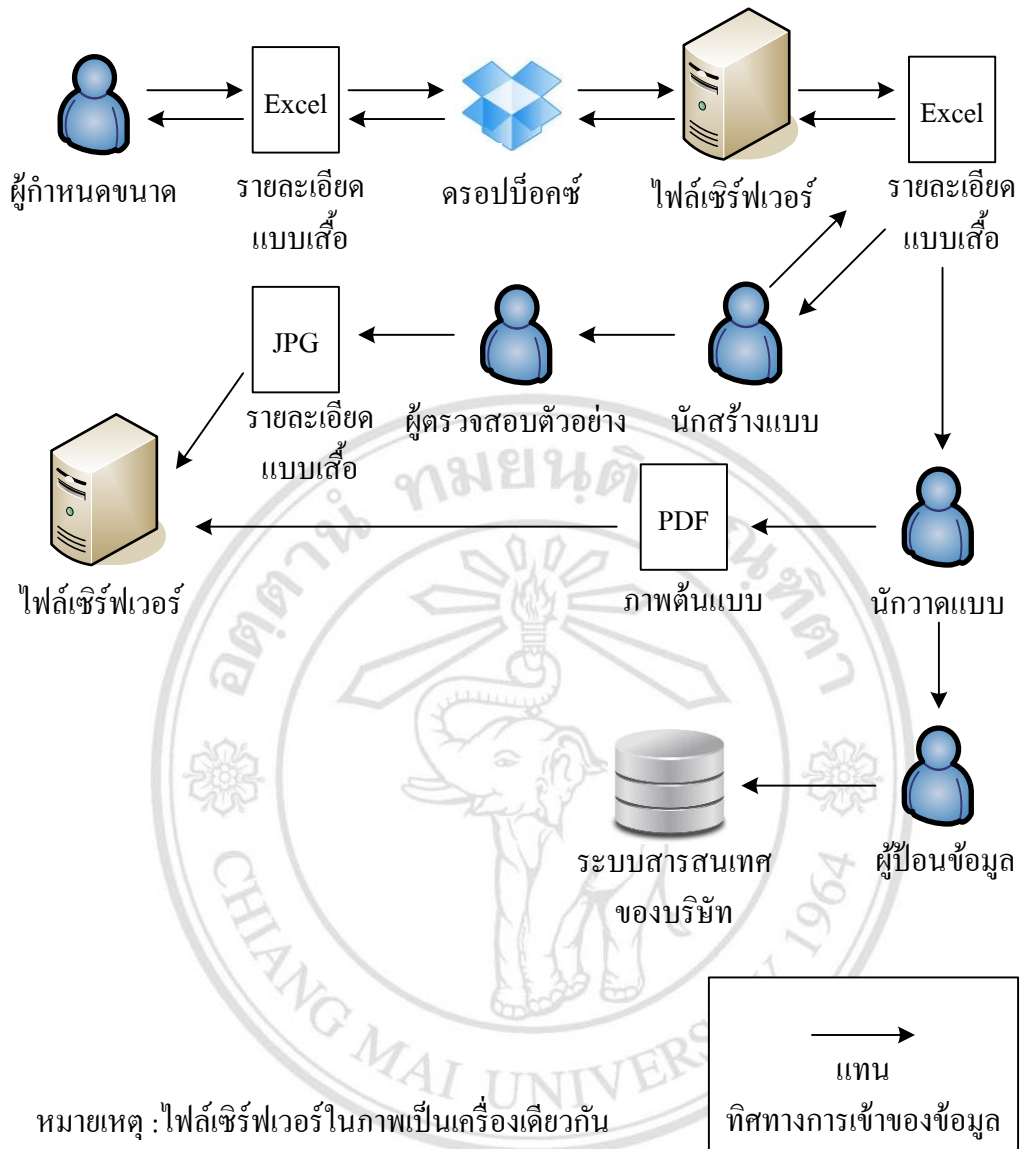 Excel
Excel
ผู้กำหนดขนาด
รายละเอียด
แบบเสื้อ
ดรอปบ็อคซ์
ไฟล์เซิร์ฟเวอร์
รายละเอียด
แบบเสื้อ
JPG
รายละเอียด
แบบเสื้อ
ผู้ตรวจสอบตัวอย่าง
นักสร้างแบบ
PDF
ไฟล์เซิร์ฟเวอร์
ภาพต้นแบบ
นักวาดแบบ
ระบบสารสนเทศ
ของบริษัท
ผู้ป้อนข้อมูล
แทน
ทิศทางการเข้าของข้อมูล
หมายเหตุ : ไฟล์เซิร์ฟเวอร์ในภาพเป็นเครื่องเดียวกัน
CHIANG MAI UNIVERSITY 1964